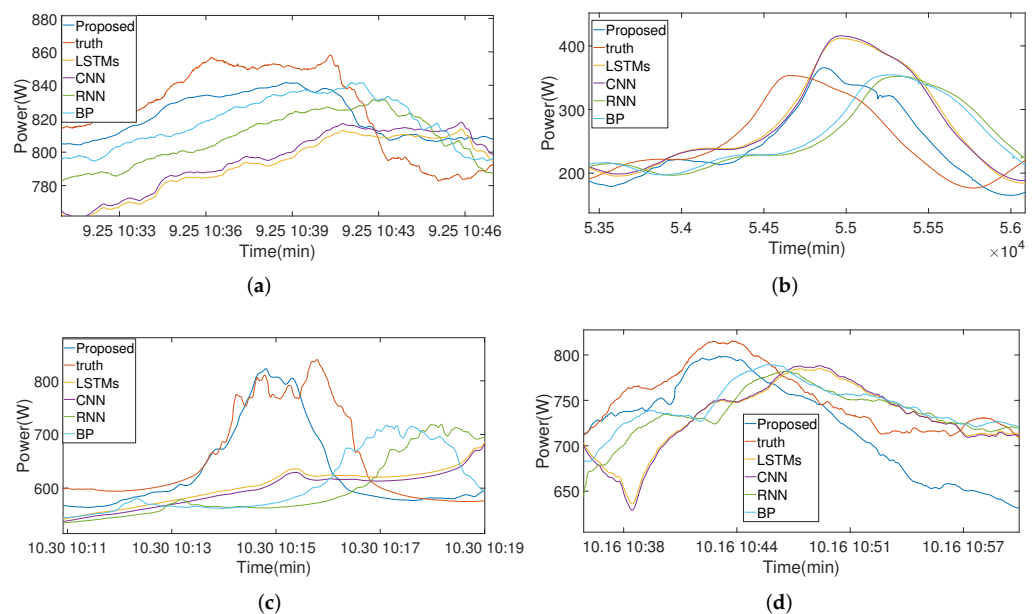 880
860
840
820
800
780
Power(W)
Proposed
truth
LSTMs
CNN
RNN
BP
9.25 10:33
9.25 10:36
9.25 10:39
9.25 10:43
9.25 10:46
Time(min)
(a)
400
300
200
Power(W)
Proposed
truth
LSTMs
CNN
RNN
BP
5.35
5.4
5.45
5.5
5.55
5.6
×10⁴
Time(min)
(b)
800
700
600
Power(W)
Proposed
truth
LSTMs
CNN
RNN
BP
10.30 10:11
10.30 10:13
10.30 10:15
10.30 10:17
10.30 10:19
Time(min)
(c)
800
750
700
650
Power(W)
Proposed
truth
LSTMs
CNN
RNN
BP
10.16 10:38
10.16 10:44
10.16 10:51
10.16 10:57
Time(min)
(d)